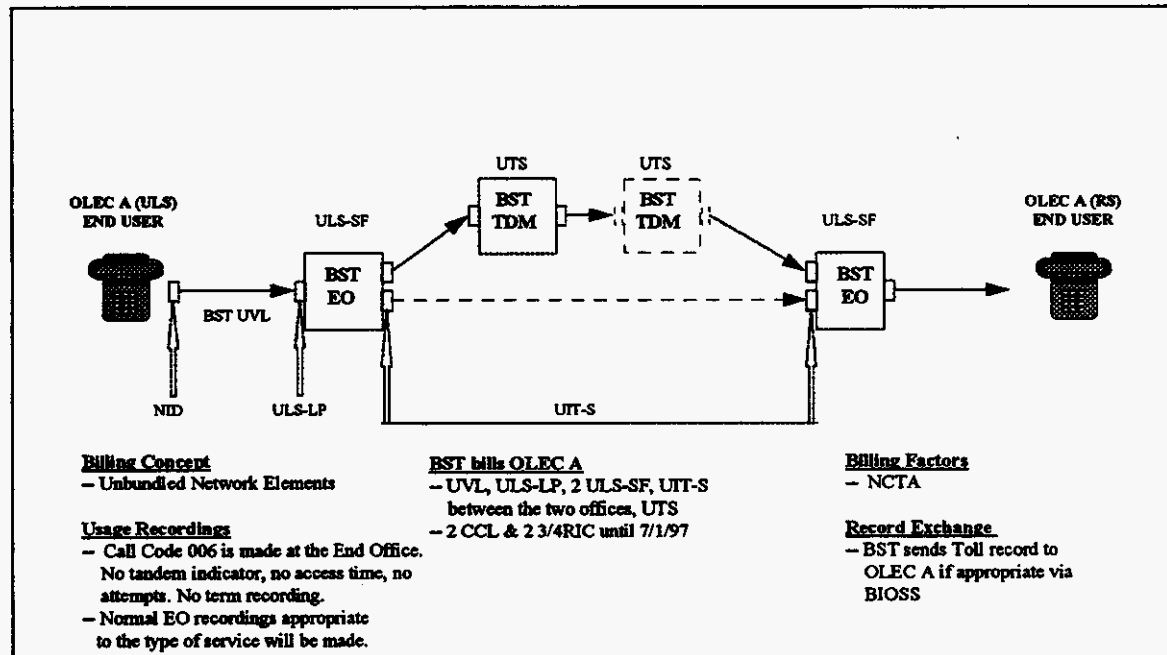 UTS
UTS
OLEC A (ULS)
END USER
ULS-SF
BST
TDM
BST
TDM
ULS-SF
OLEC A (RS)
END USER
BST
EO
BST
EO
BST UVL
NID
ULS-LP
UIT-S
Billing Concept
– Unbundled Network Elements
Usage Recordings
– Call Code 006 is made at the End Office.
No tandem indicator, no access time, no
attempts. No term recording.
– Normal EO recordings appropriate
to the type of service will be made.
BST bills OLEC A
– UVL, ULS-LP, 2 ULS-SF, UIT-S
between the two offices, UTS
– 2 CCL & 2 3/4RIC until 7/1/97
Billing Factors
– NCTA
Record Exchange
– BST sends Toll record to
OLEC A if appropriate via
BIOSS